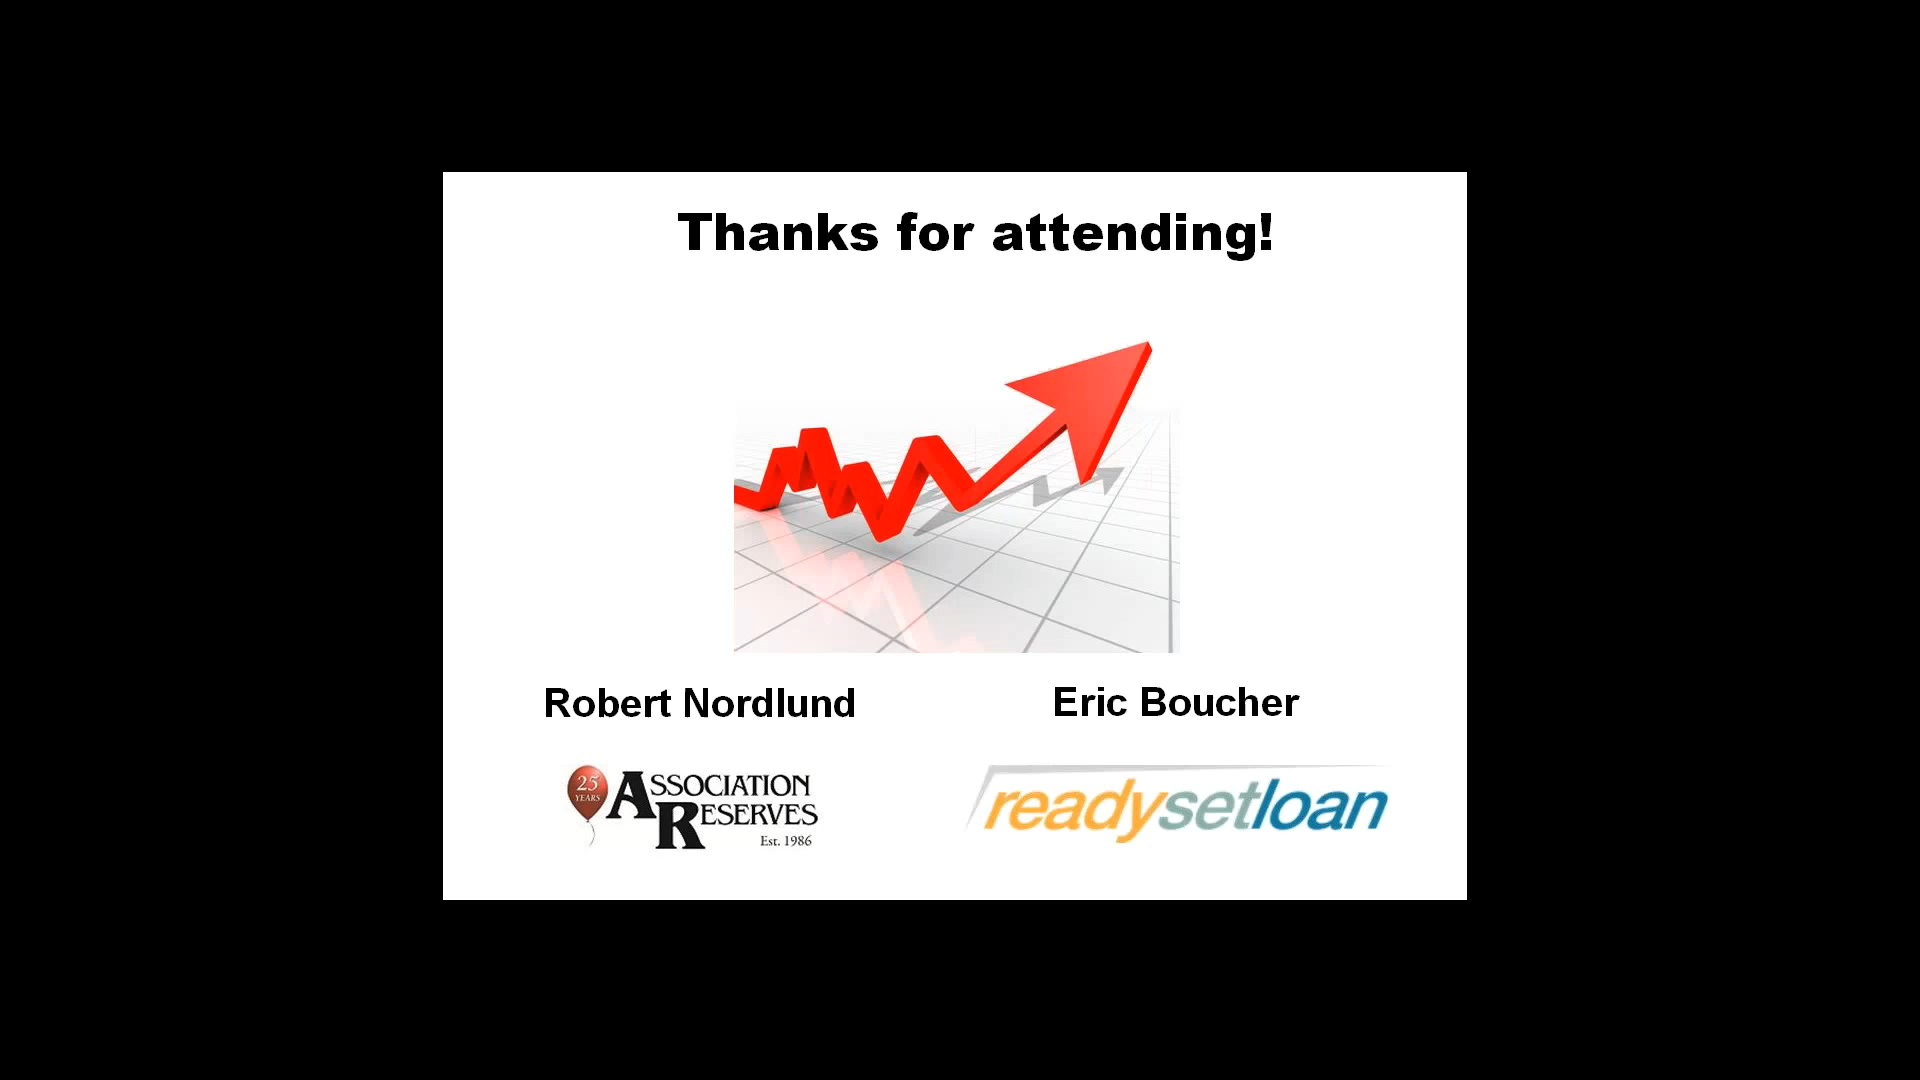 Thanks for attending!
Robert Nordlund
Eric Boucher
25
YEARS
ASSOCIATION
RESERVES
Est. 1986
readysetloan